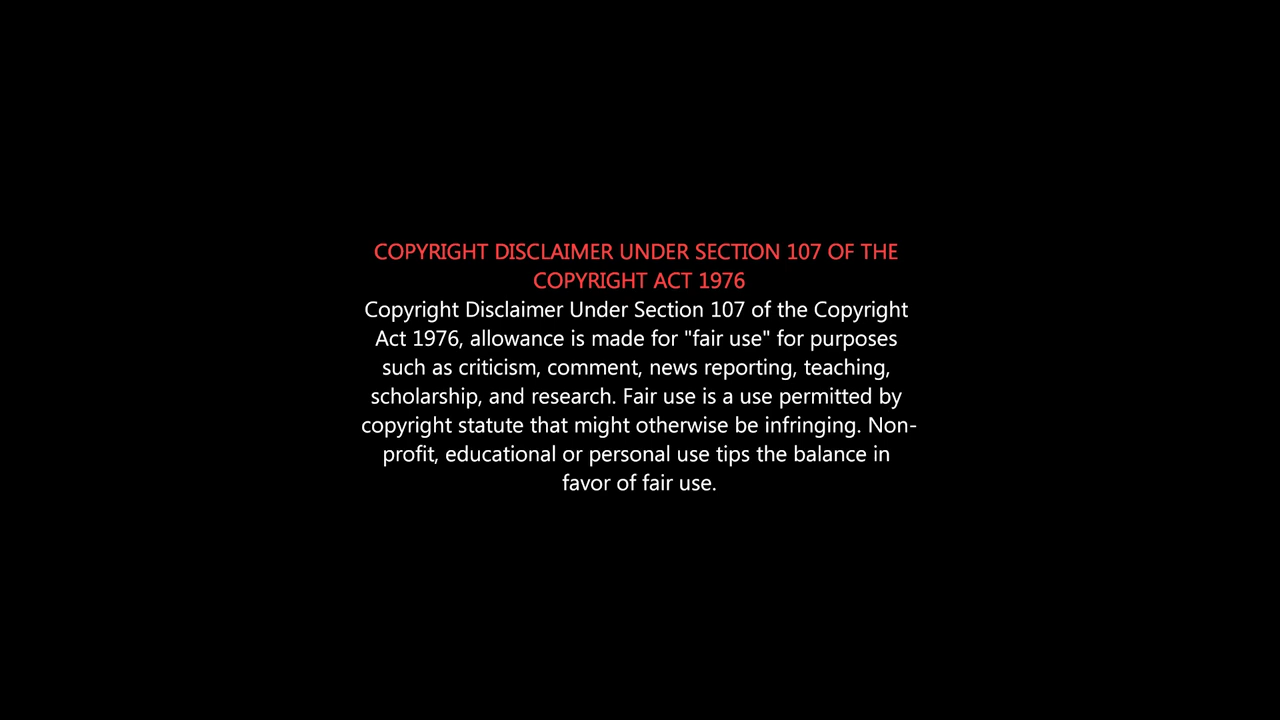 COPYRIGHT DISCLAIMER UNDER SECTION 107 OF THE
COPYRIGHT ACT 1976
Copyright Disclaimer Under Section 107 of the Copyright
Act 1976, allowance is made for "fair use" for purposes
such as criticism, comment, news reporting, teaching,
scholarship, and research. Fair use is a use permitted by
copyright statute that might otherwise be infringing. Non-
profit, educational or personal use tips the balance in
favor of fair use.